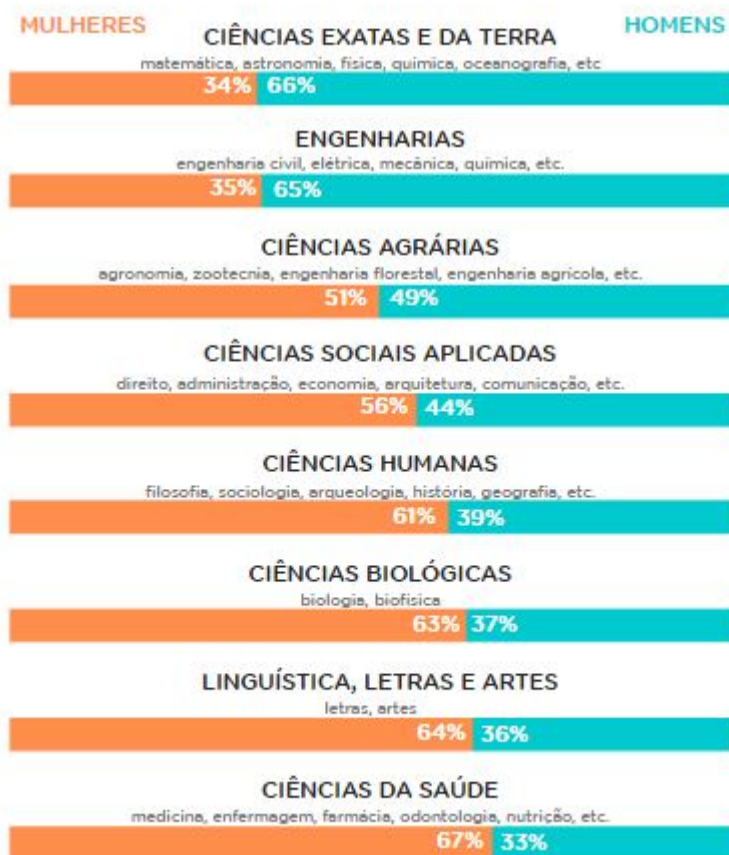 MULHERES
HOMENS
CIÊNCIAS EXATAS E DA TERRA
matemática, astronomia, física, química, oceanografia, etc
34% 66%
ENGENHARIAS
engenharia civil, elétrica, mecânica, química, etc.
35% 65%
CIÊNCIAS AGRÁRIAS
agronomia, zootecnia, engenharia florestal, engenharia agrícola, etc.
51% 49%
CIÊNCIAS SOCIAIS APLICADAS
direito, administração, economia, arquitetura, comunicação, etc.
56% 44%
CIÊNCIAS HUMANAS
filosofia, sociologia, arqueologia, história, geografia, etc.
61% 39%
CIÊNCIAS BIOLÓGICAS
biologia, biofísica
63% 37%
LINGUÍSTICA, LETRAS E ARTES
letras, artes
64% 36%
CIÊNCIAS DA SAÚDE
medicina, enfermagem, farmácia, odontologia, nutrição, etc.
67% 33%